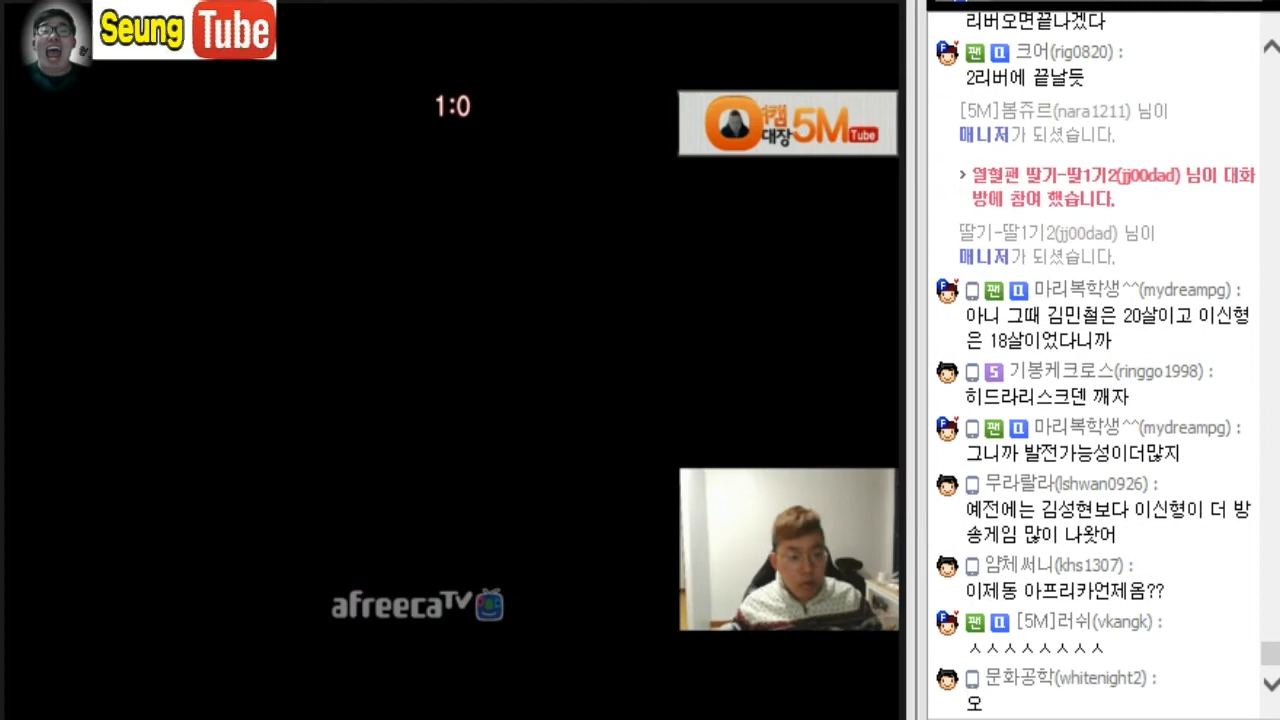 Seung Tube
1:0
캠
대장 5M Tube
afreecaTV
리버오면끝나겠다
팬 크어(rig0820) :
2리버에 끝날듯
[5M]봄쥬르(nara1211) 님이
매니저가 되셨습니다.
> 열혈팬 딸기-딸1기2(jj00dad) 님이 대화
방에 참여 했습니다.
딸기-딸1기2(jj00dad) 님이
매니저가 되셨습니다.
팬 마리복학생^^(mydreampg) :
아니 그때 김민철은 20살이고 이신형
은 18살이었다니까
S 기봉케크로스(ringgo1998) :
히드라리스크덴 깨자
팬 마리복학생^^(mydreampg) :
그니까 발전가능성이더많지
무라랄라(lshwan0926) :
예전에는 김성현보다 이신형이 더 방
송게임 많이 나왓어
얌체써니(khs1307) :
이제동 아프리카언제옴??
팬 [5M]러쉬(vkangk) :
ㅅㅅㅅㅅㅅㅅㅅㅅ
문화공학(whitenight2) :
오